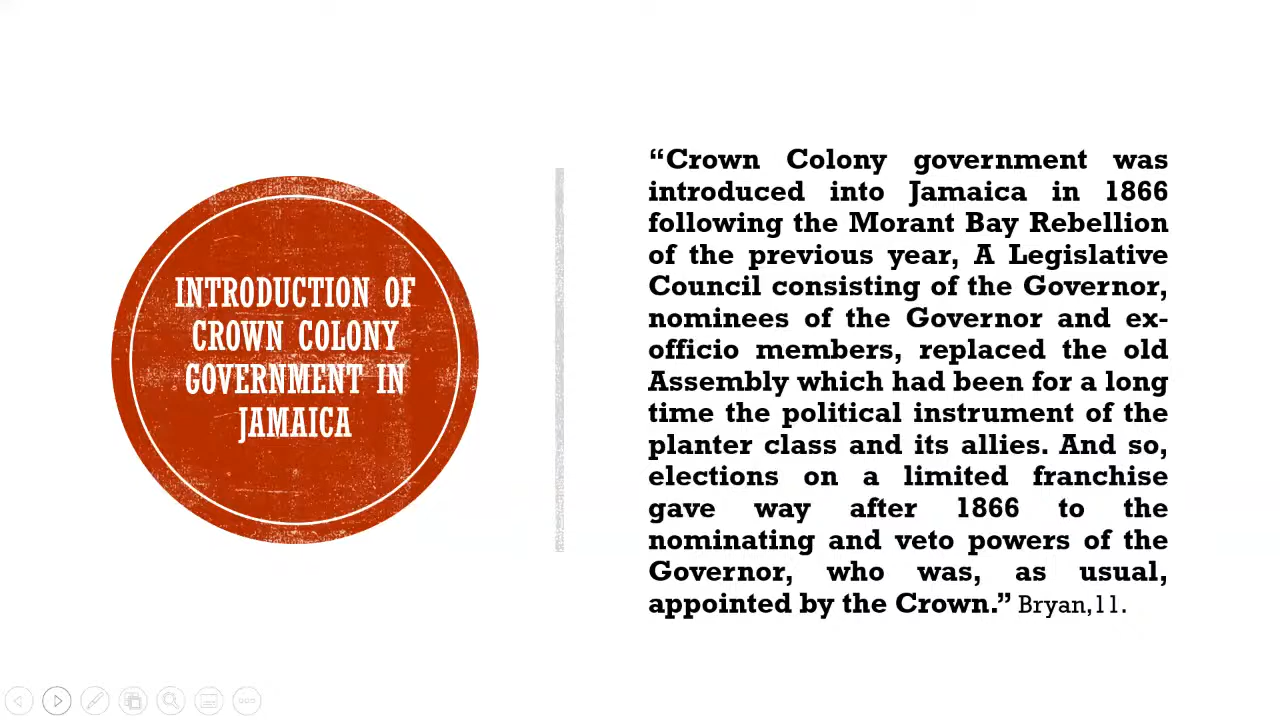 INTRODUCTION OF
CROWN COLONY
GOVERNMENT IN
JAMAICA
“Crown Colony government was
introduced into Jamaica in 1866
following the Morant Bay Rebellion
of the previous year, A Legislative
Council consisting of the Governor,
nominees of the Governor and ex-
officio members, replaced the old
Assembly which had been for a long
time the political instrument of the
planter class and its allies. And so,
elections on a limited franchise
gave way after 1866 to the
nominating and veto powers of the
Governor, who was, as usual,
appointed by the Crown.” Bryan,11.